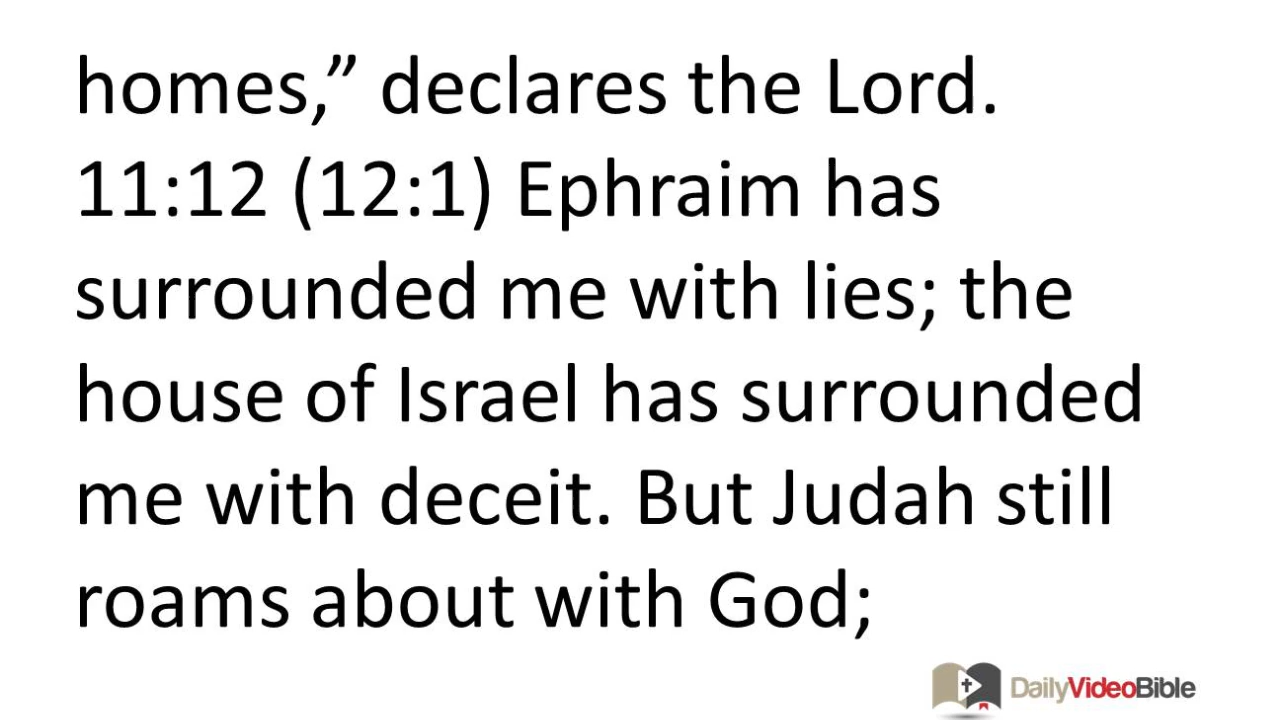 homes,” declares the Lord.
11:12 (12:1) Ephraim has
surrounded me with lies; the
house of Israel has surrounded
me with deceit. But Judah still
roams about with God;
DailyVideoBible